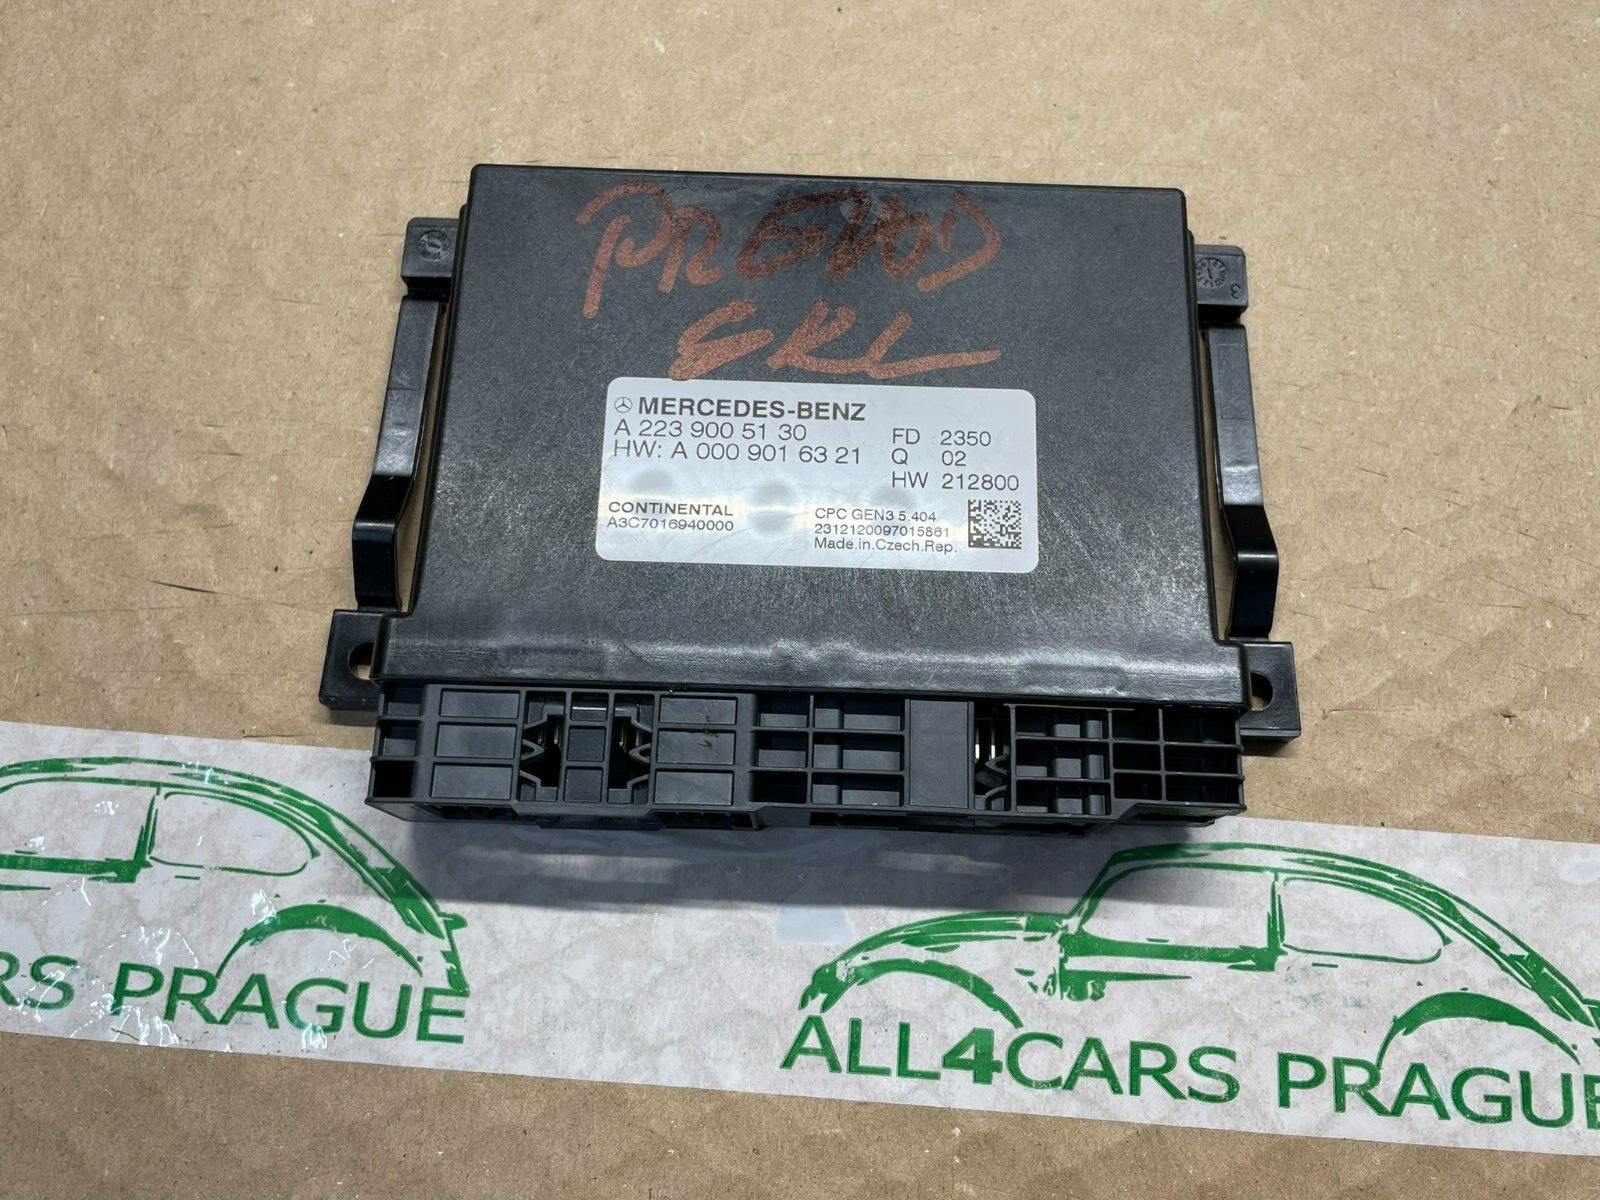 PREVOD
EKL
MERCEDES-BENZ
A 223 900 51 30
HW: A 000 901 63 21
FD 2350
Q 02
HW 212800
CONTINENTAL
A3C7016940000
CPC GEN3 5.404
2312120097015861
Made.in.Czech.Rep.
3
RS PRAGUE
ALL4CARS PRAGUE